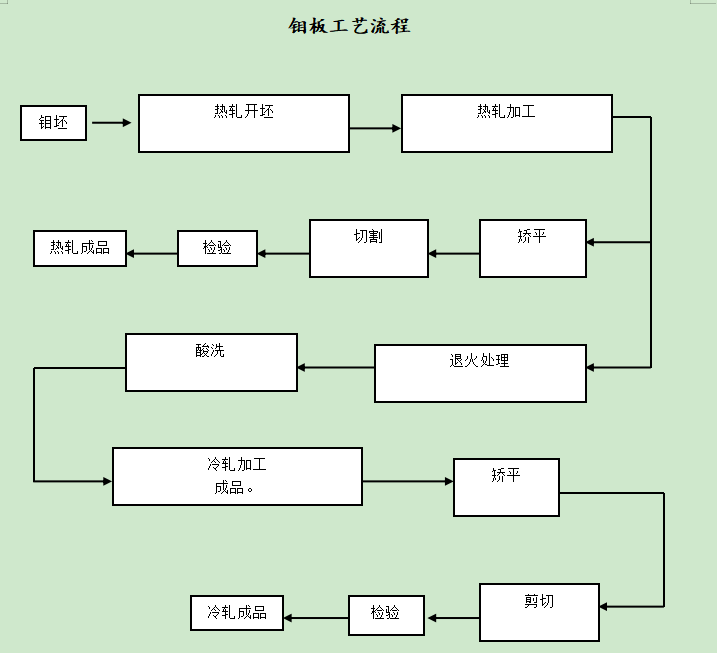 钼板工艺流程
钼坯
热轧开坯
热轧加工
热轧成品
检验
切割
矫平
酸洗
退火处理
冷轧加工
成品。
矫平
冷轧成品
检验
剪切